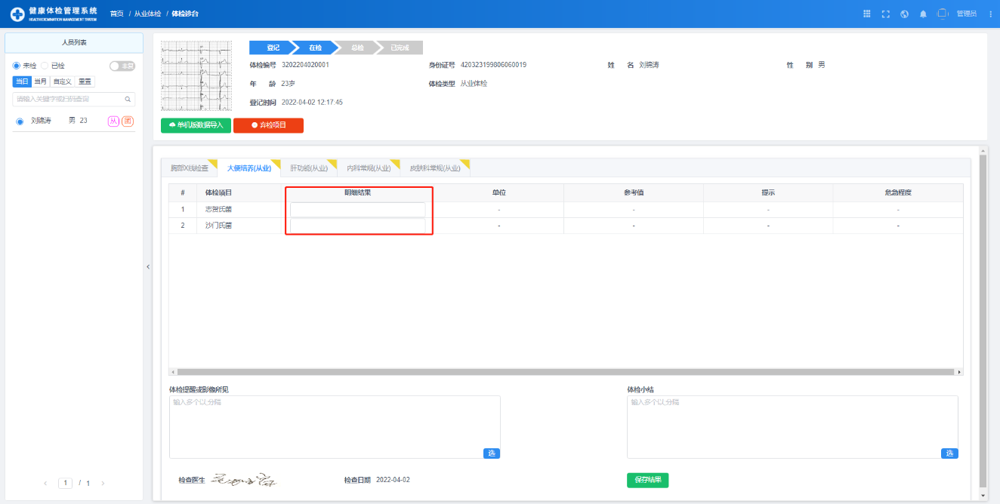 健康体检管理系统 首页 / 从业体检 / 体检诊台 管理员
HEALTH EXMINATION MANAGEMENT SYSTEM
人员列表
登记 在检 总检 已完成
未检 已检 非急
体检编号 3202204020001 身份证号 420323199806060019 姓 名 刘锦涛 性 别 男
当日 当月 自定义 重置
年 龄 23岁 体检类型 从业体检
请输入关键字或扫码查询
登记时间 2022-04-02 12:17:45
刘锦涛 男 23 从 团
单机版数据导入 弃检项目
胸部X线检查 大便培养(从业) 肝功能(从业) 内科常规(从业) 皮肤科常规(从业)
# 体检项目 明细结果 单位 参考值 提示 危急程度
1 志贺氏菌 - - - -
2 沙门氏菌 - - - -
体检提醒或影像所见 体检小结
输入多个以;分隔 输入多个以;分隔
选 选
检查医生 检查日期 2022-04-02 保存结果
1 / 1